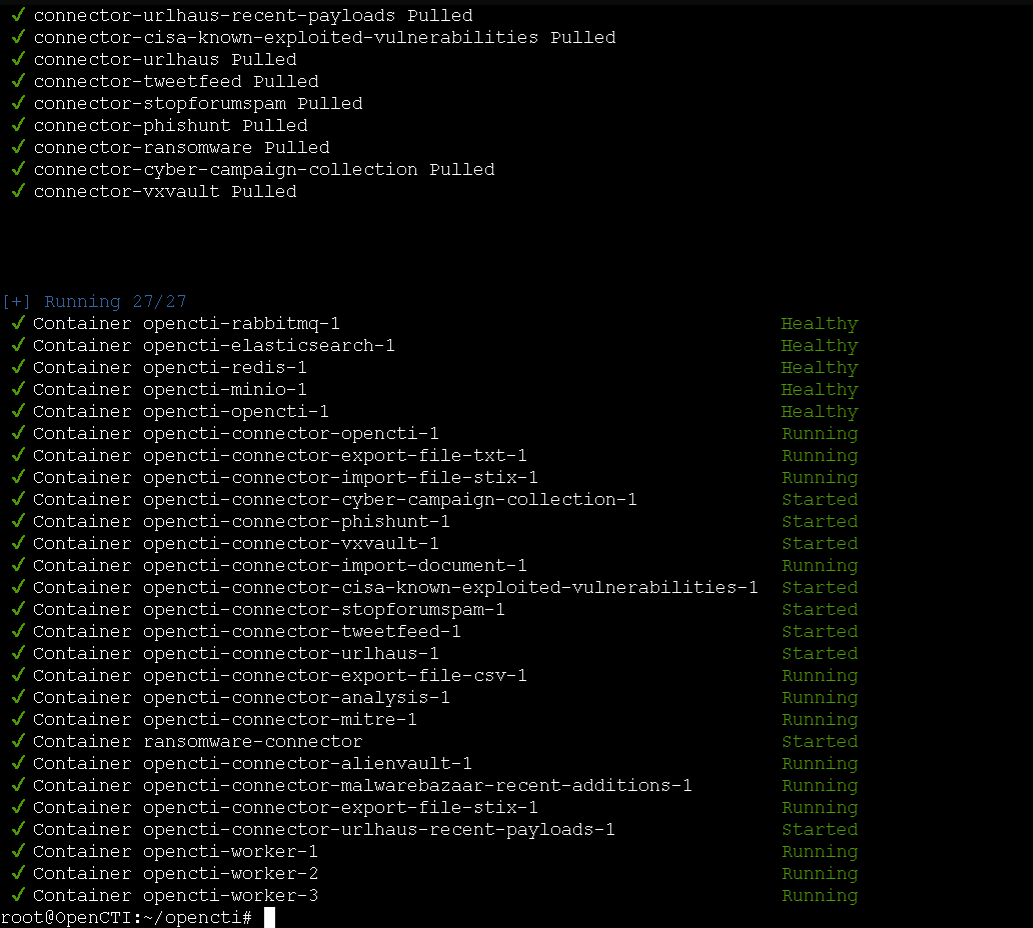 ✓ connector-urlhaus-recent-payloads Pulled
✓ connector-cisa-known-exploited-vulnerabilities Pulled
✓ connector-urlhaus Pulled
✓ connector-tweetfeed Pulled
✓ connector-stopforumspam Pulled
✓ connector-phishunt Pulled
✓ connector-ransomware Pulled
✓ connector-cyber-campaign-collection Pulled
✓ connector-vxvault Pulled
[+] Running 27/27
✓ Container opencti-rabbitmq-1 Healthy
✓ Container opencti-elasticsearch-1 Healthy
✓ Container opencti-redis-1 Healthy
✓ Container opencti-minio-1 Healthy
✓ Container opencti-opencti-1 Healthy
✓ Container opencti-connector-opencti-1 Running
✓ Container opencti-connector-export-file-txt-1 Running
✓ Container opencti-connector-import-file-stix-1 Running
✓ Container opencti-connector-cyber-campaign-collection-1 Started
✓ Container opencti-connector-phishunt-1 Started
✓ Container opencti-connector-vxvault-1 Started
✓ Container opencti-connector-import-document-1 Running
✓ Container opencti-connector-cisa-known-exploited-vulnerabilities-1 Started
✓ Container opencti-connector-stopforumspam-1 Started
✓ Container opencti-connector-tweetfeed-1 Started
✓ Container opencti-connector-urlhaus-1 Started
✓ Container opencti-connector-export-file-csv-1 Running
✓ Container opencti-connector-analysis-1 Running
✓ Container opencti-connector-mitre-1 Running
✓ Container ransomware-connector Started
✓ Container opencti-connector-alienvault-1 Running
✓ Container opencti-connector-malwarebazaar-recent-additions-1 Running
✓ Container opencti-connector-export-file-stix-1 Running
✓ Container opencti-connector-urlhaus-recent-payloads-1 Started
✓ Container opencti-worker-1 Running
✓ Container opencti-worker-2 Running
✓ Container opencti-worker-3 Running
root@OpenCTI:~/opencti#